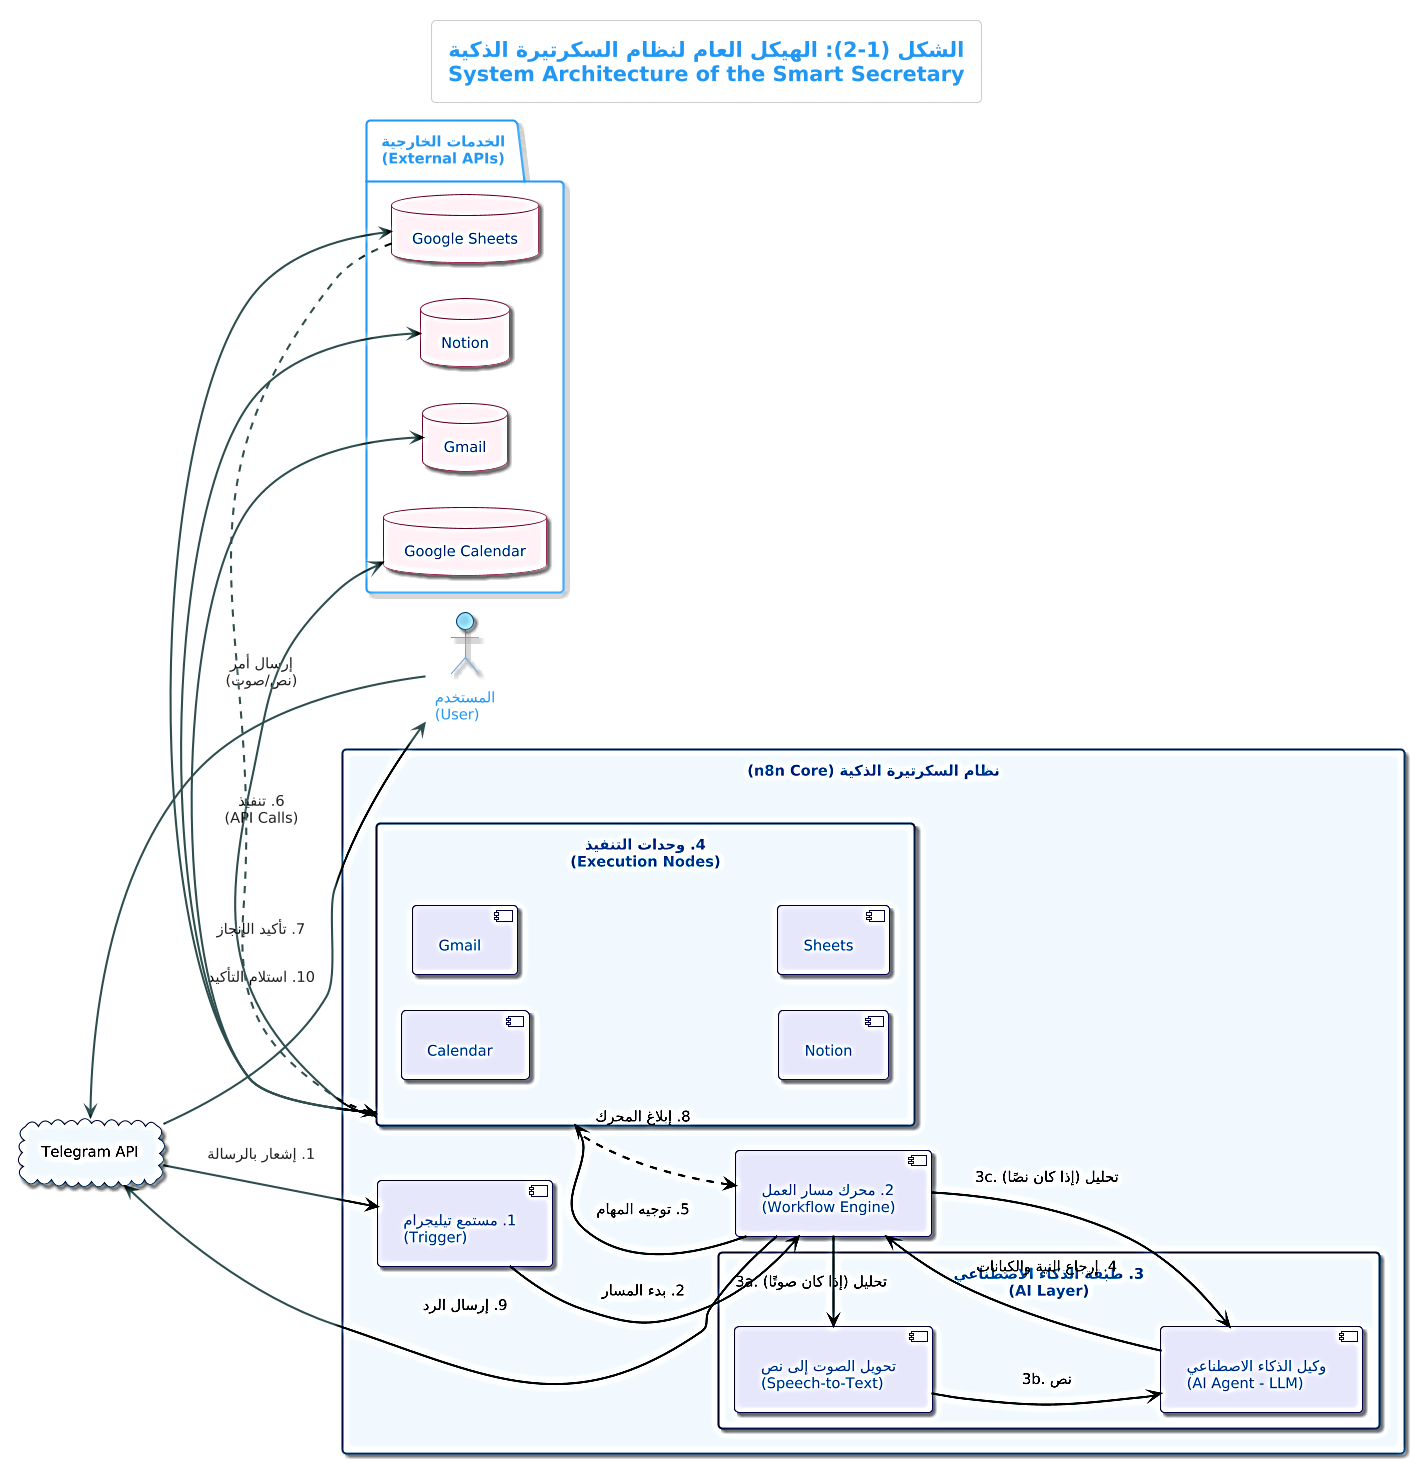 الشكل (1-2): الهيكل العام لنظام السكرتيرة الذكية
System Architecture of the Smart Secretary
الخدمات الخارجية
(External APIs)
Google Sheets
Notion
Gmail
Google Calendar
إرسال أمر
(نص/صوت)
المستخدم
(User)
نظام السكرتيرة الذكية (n8n Core)
6. تنفيذ
(API Calls)
4. وحدات التنفيذ
(Execution Nodes)
Gmail
Sheets
7. تأكيد الإنجاز
10. استلام التأكيد
Calendar
Notion
8. إبلاغ المحرك
Telegram API
1. إشعار بالرسالة
3c. تحليل (إذا كان نصًا)
2. محرك مسار العمل
(Workflow Engine)
5. توجيه المهام
1. مستمع تيليجرام
(Trigger)
4. إرجاع النية والكيانات
3. طبقة الذكاء الاصطناعي
(AI Layer)
3a. تحليل (إذا كان صوتًا)
2. بدء المسار
9. إرسال الرد
تحويل الصوت إلى نص
(Speech-to-Text)
3b. نص
وكيل الذكاء الاصطناعي
(AI Agent - LLM)